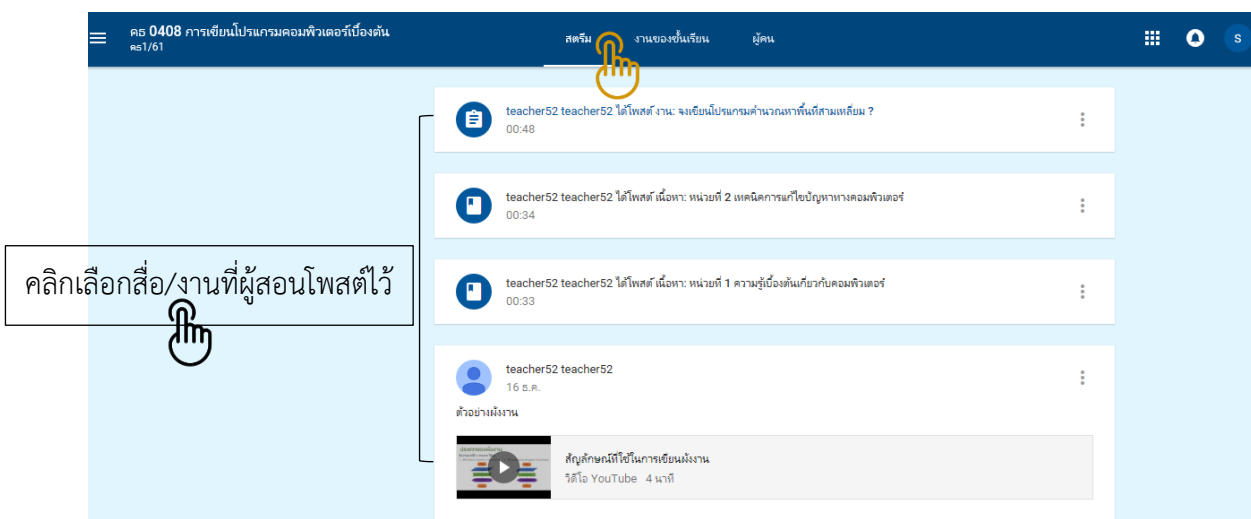 คธ 0408 การเขียนโปรแกรมคอมพิวเตอร์เบื้องต้น
คธ1/61
สตรีม
งานของชั้นเรียน
ผู้คน
S
teacher52 teacher52 ได้โพสต์ งาน: จงเขียนโปรแกรมคำนวณหาพื้นที่สามเหลี่ยม ?
00:48
teacher52 teacher52 ได้โพสต์ เนื้อหา: หน่วยที่ 2 เทคนิคการแก้ไขปัญหาทางคอมพิวเตอร์
00:34
คลิกเลือกสื่อ/งานที่ผู้สอนโพสต์ไว้
teacher52 teacher52 ได้โพสต์ เนื้อหา: หน่วยที่ 1 ความรู้เบื้องต้นเกี่ยวกับคอมพิวเตอร์
00:33
teacher52 teacher52
16 ธ.ค.
ตัวอย่างผังงาน
สัญลักษณ์ที่ใช้ในการเขียนผังงาน
วิดีโอ YouTube 4 นาที